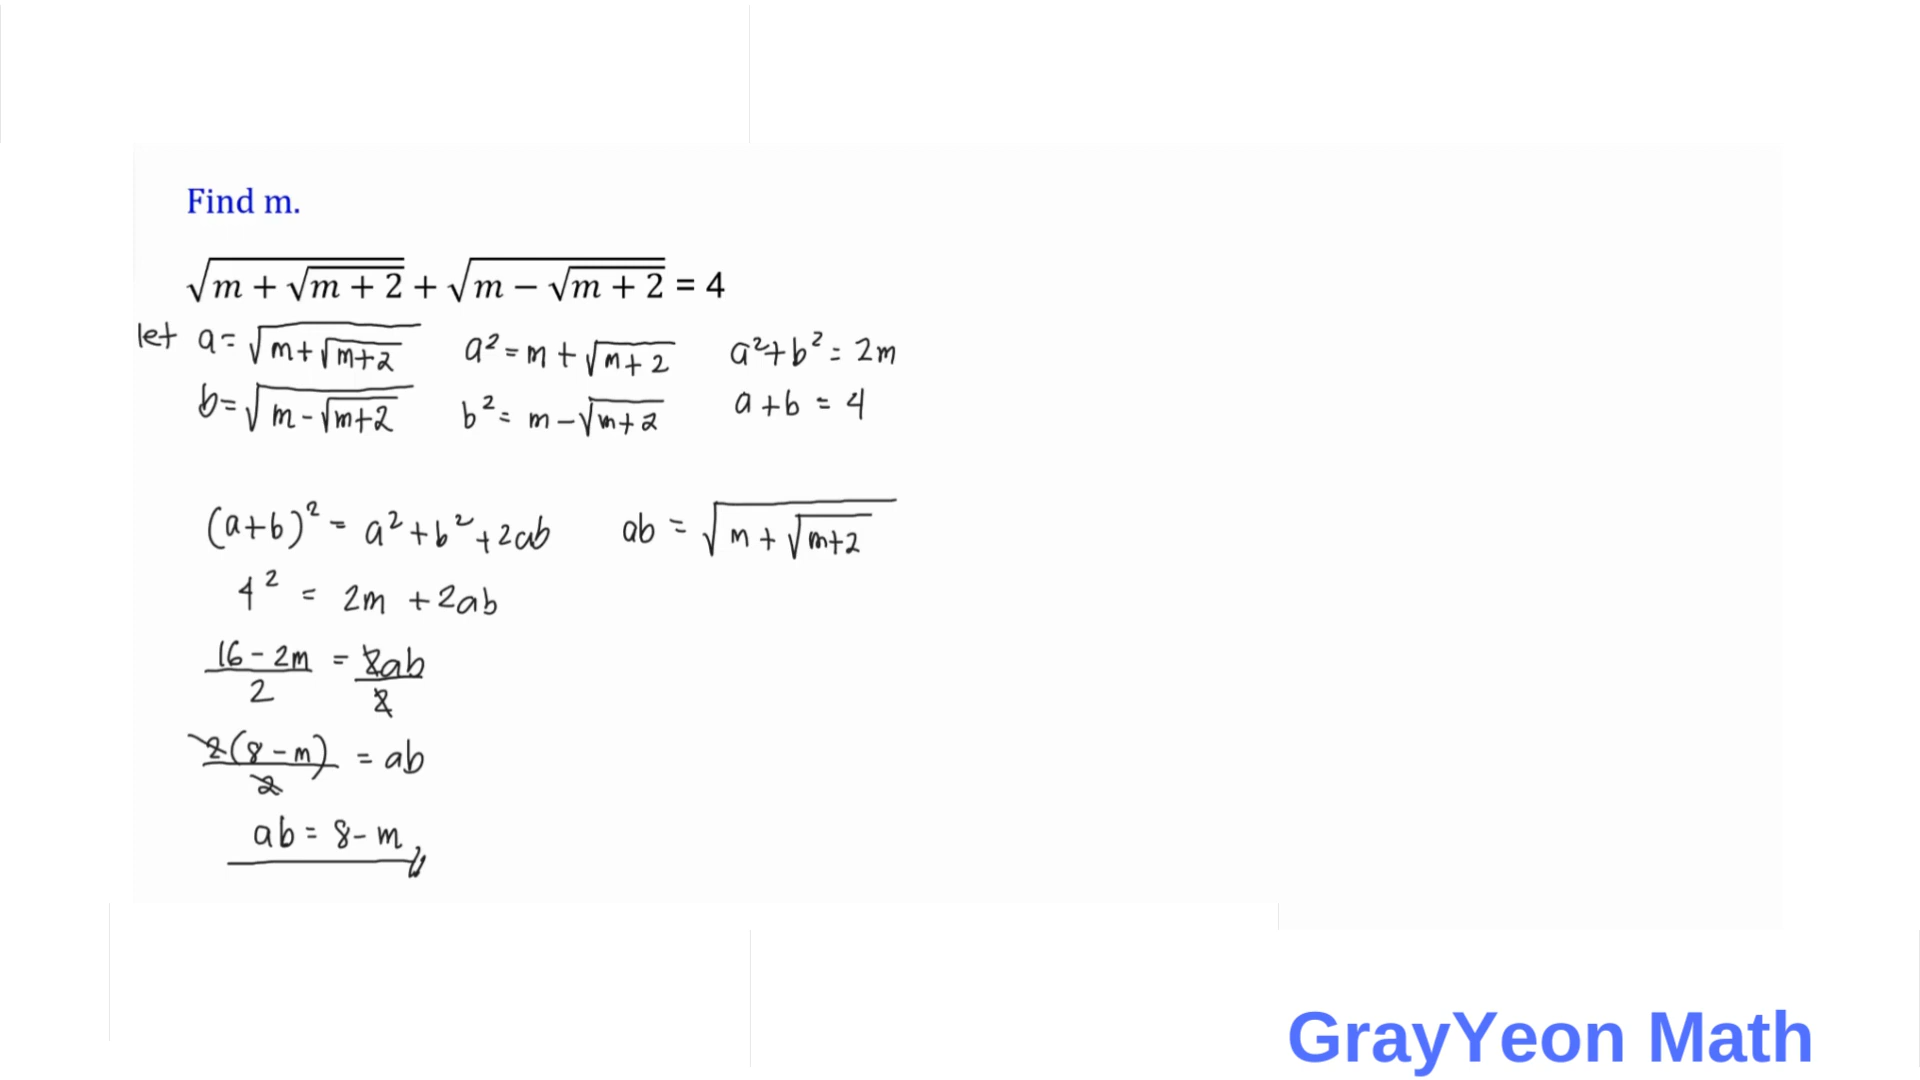 Find m.
√(m + √(m + 2)) + √(m − √(m + 2)) = 4
let a = √(m + √(m+2)) a² = m + √(m + 2) a² + b² = 2m
b = √(m - √(m+2)) b² = m - √(m + 2) a + b = 4
(a+b)² = a² + b² + 2ab ab = √(m + √(m+2))
4² = 2m + 2ab
(16 - 2m)/2 = 2ab/2
2(8 - m)/2 = ab
ab = 8 - m
GrayYeon Math